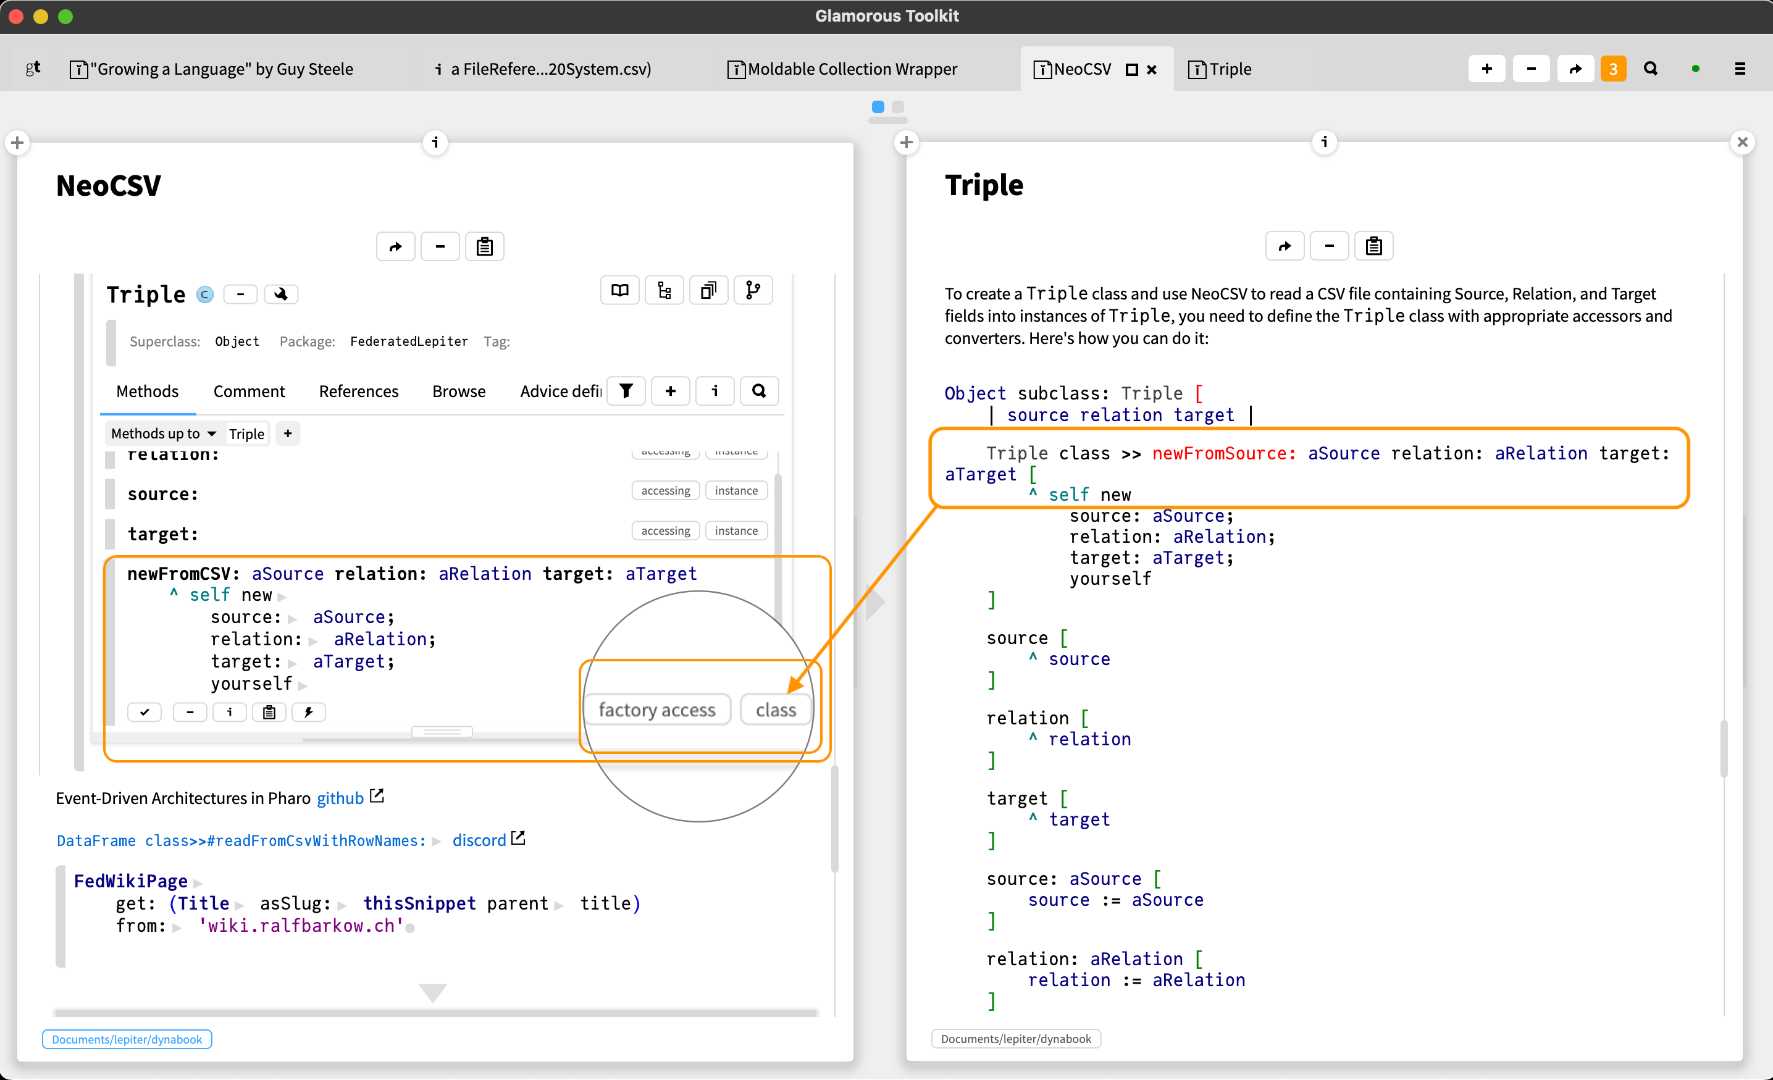 Glamorous Toolkit
gt
"Growing a Language" by Guy Steele
a FileRefere...20System.csv)
Moldable Collection Wrapper
NeoCSV
Triple
3
NeoCSV
Triple
Superclass: Object Package: FederatedLepiter Tag:
Methods Comment References Browse Advice defi
Methods up to Triple +
relation: accessing instance
source: accessing instance
target: accessing instance
newFromCSV: aSource relation: aRelation target: aTarget
^ self new
source: aSource;
relation: aRelation;
target: aTarget;
yourself
factory access class
Event-Driven Architectures in Pharo github
DataFrame class>>#readFromCsvWithRowNames: discord
FedWikiPage
get: (Title asSlug: thisSnippet parent title)
from: 'wiki.ralfbarkow.ch'
Documents/lepiter/dynabook
Triple
To create a Triple class and use NeoCSV to read a CSV file containing Source, Relation, and Target
fields into instances of Triple, you need to define the Triple class with appropriate accessors and
converters. Here's how you can do it:
Object subclass: Triple [
| source relation target |
Triple class >> newFromSource: aSource relation: aRelation target:
aTarget [
^ self new
source: aSource;
relation: aRelation;
target: aTarget;
yourself
]
source [
^ source
]
relation [
^ relation
]
target [
^ target
]
source: aSource [
source := aSource
]
relation: aRelation [
relation := aRelation
]
Documents/lepiter/dynabook